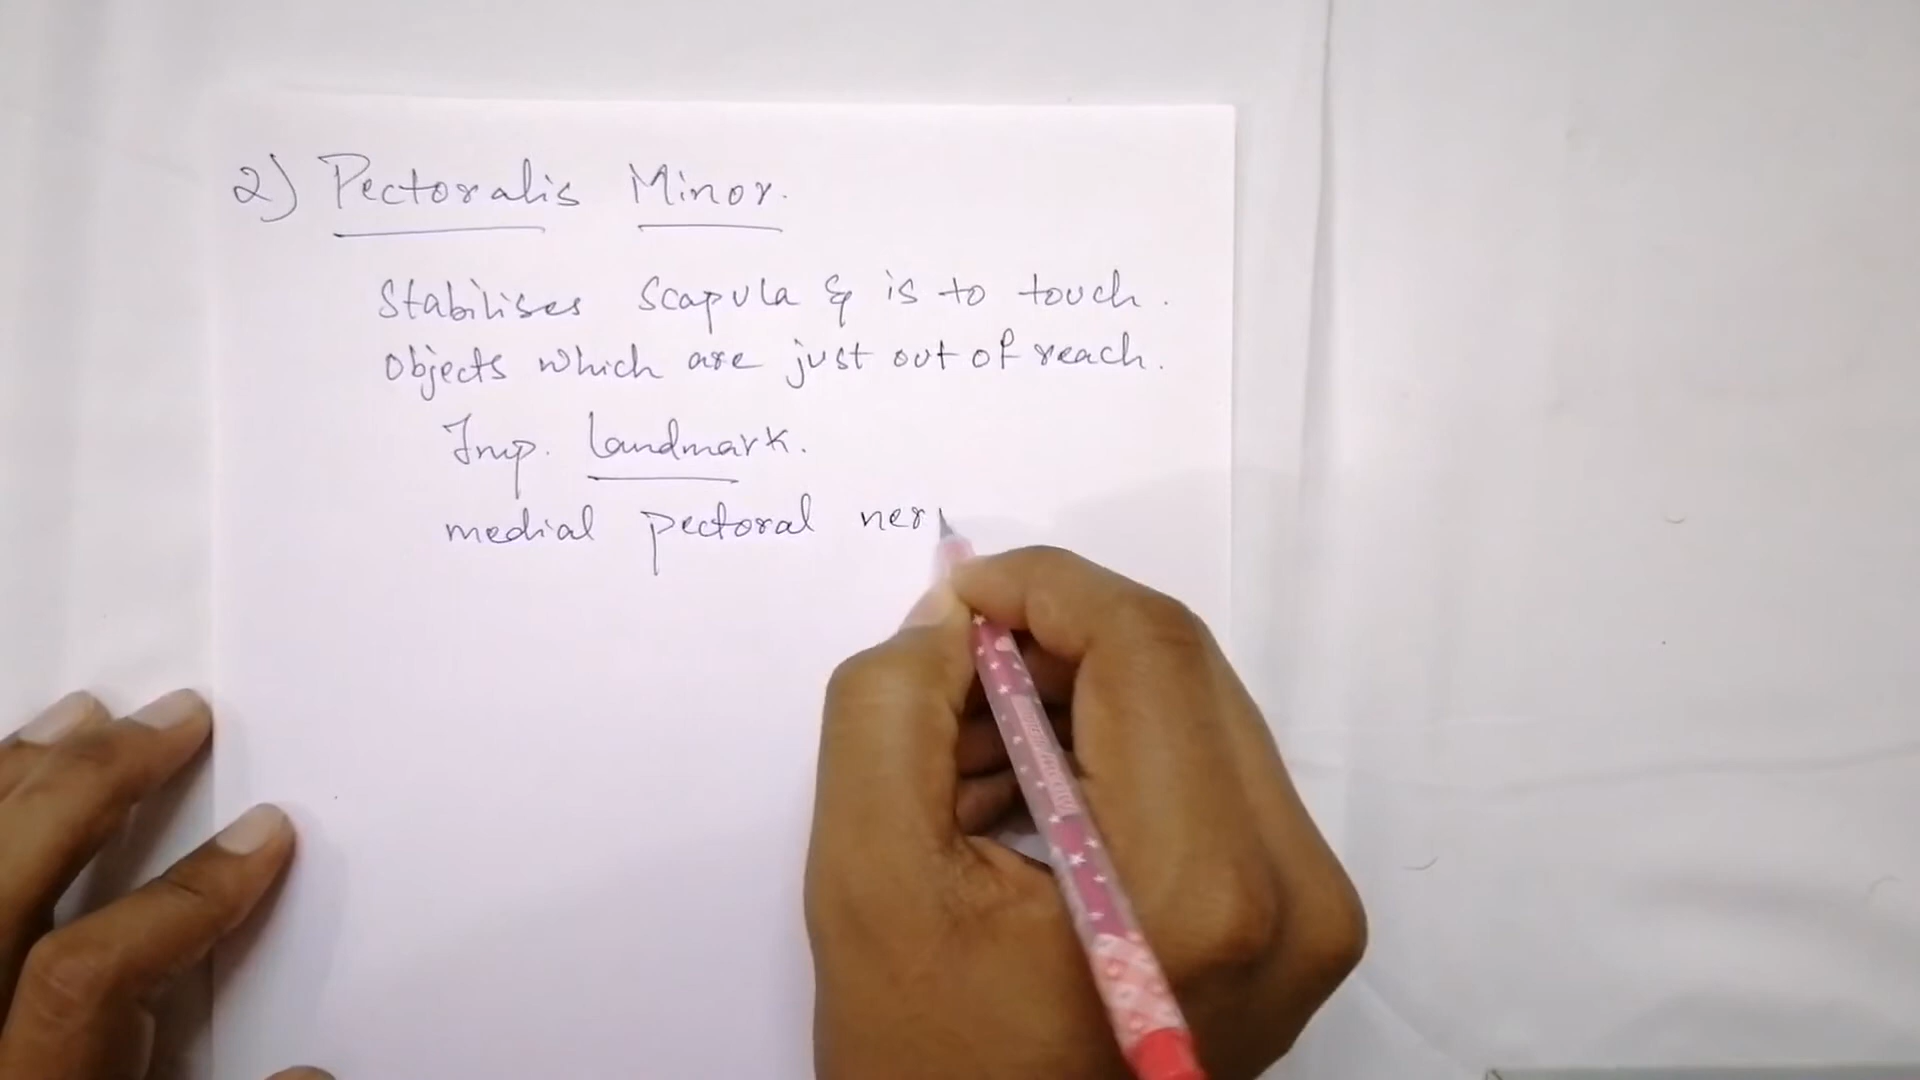 2) Pectoralis Minor.
Stabilises Scapula & is to touch.
objects which are just out of reach.
Imp. landmark.
medial pectoral ner